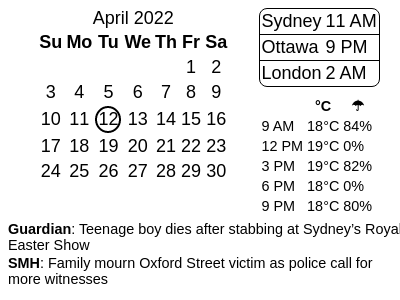 April 2022
Su Mo Tu We Th Fr Sa
1 2
3 4 5 6 7 8 9
10 11 12 13 14 15 16
17 18 19 20 21 22 23
24 25 26 27 28 29 30
Sydney 11 AM
Ottawa 9 PM
London 2 AM
°C ☂
9 AM 18°C 84%
12 PM 19°C 0%
3 PM 19°C 82%
6 PM 18°C 0%
9 PM 18°C 80%
Guardian: Teenage boy dies after stabbing at Sydney’s Royal
Easter Show
SMH: Family mourn Oxford Street victim as police call for
more witnesses